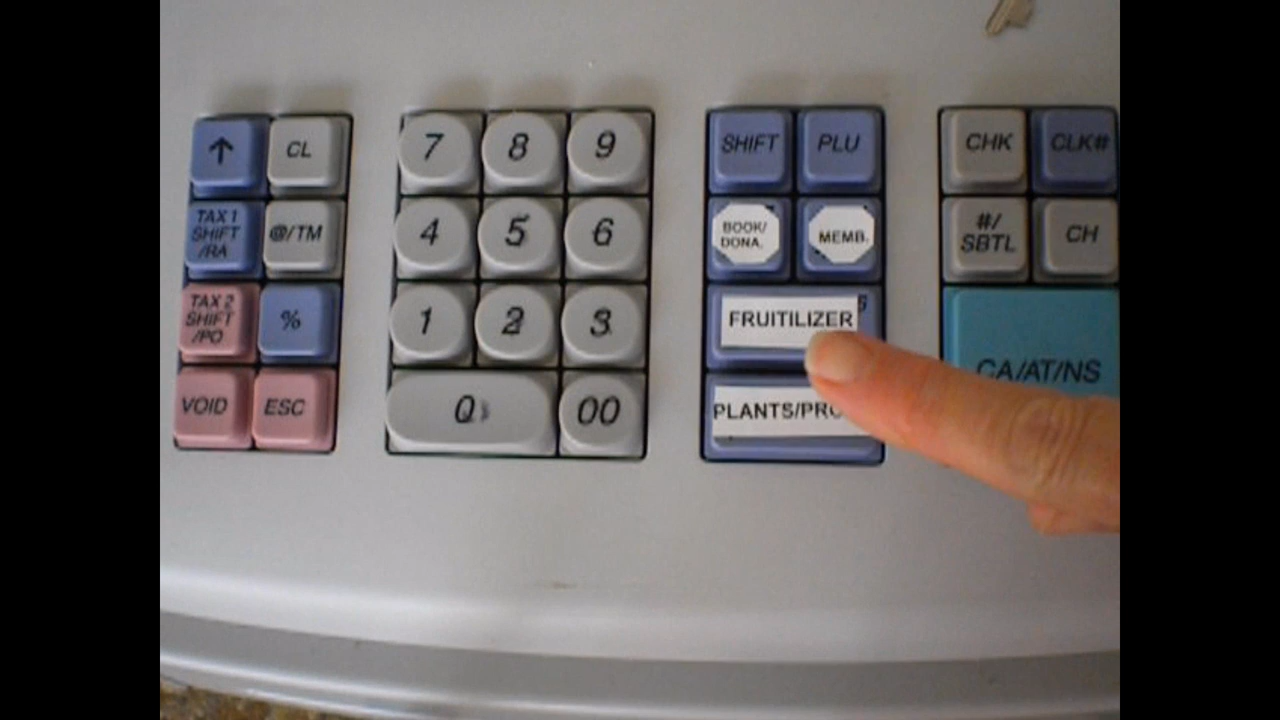 ↑ CL
TAX 1
SHIFT
/RA
@/TM
TAX 2
SHIFT
/PO
%
VOID ESC
7 8 9
4 5 6
1 2 3
0 00
SHIFT PLU
BOOK/
DONA.
MEMB.
FRUITILIZER
CHK CLK#
#/
SBTL
CH
CA/AT/NS